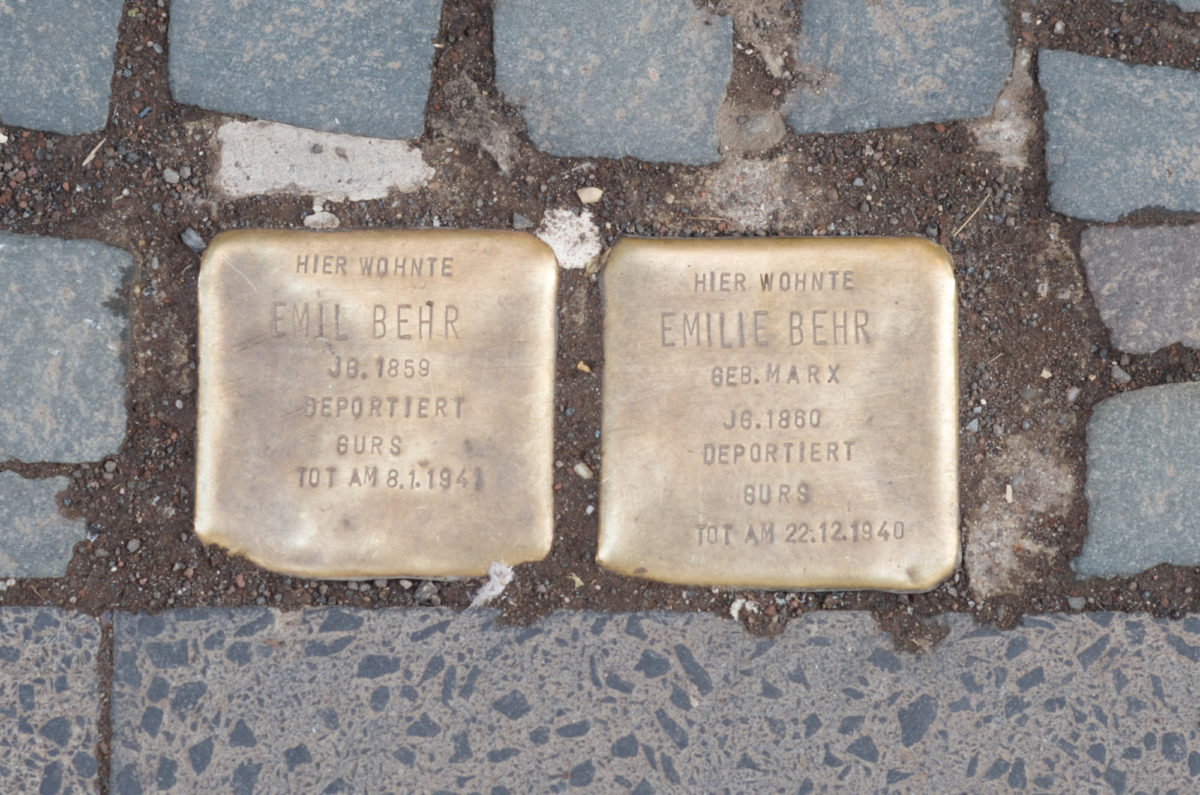 HIER WOHNTE
EMIL BEHR
JG. 1859
DEPORTIERT
GURS
TOT AM 8.1.1941
HIER WOHNTE
EMILIE BEHR
GEB. MARX
JG. 1860
DEPORTIERT
GURS
TOT AM 22.12.1940